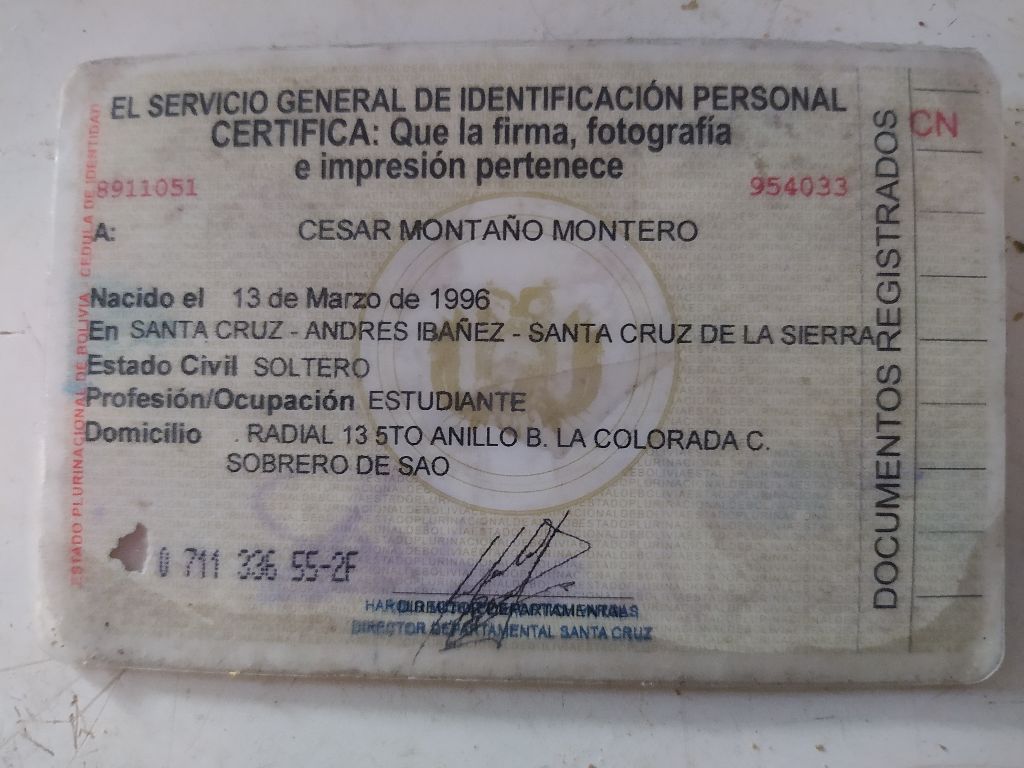 EL SERVICIO GENERAL DE IDENTIFICACIÓN PERSONAL
CERTIFICA: Que la firma, fotografía
e impresión pertenece
8911051
954033
A: CESAR MONTAÑO MONTERO
Nacido el 13 de Marzo de 1996
En SANTA CRUZ - ANDRES IBAÑEZ - SANTA CRUZ DE LA SIERRA
Estado Civil SOLTERO
Profesión/Ocupación ESTUDIANTE
Domicilio . RADIAL 13 5TO ANILLO B. LA COLORADA C.
SOBRERO DE SAO
0 711 336 55-2F
DIRECTOR DEPARTAMENTAL SANTA CRUZ
ESTADO PLURINACIONAL DE BOLIVIA CEDULA DE IDENTIDAD
DOCUMENTOS REGISTRADOS
CN